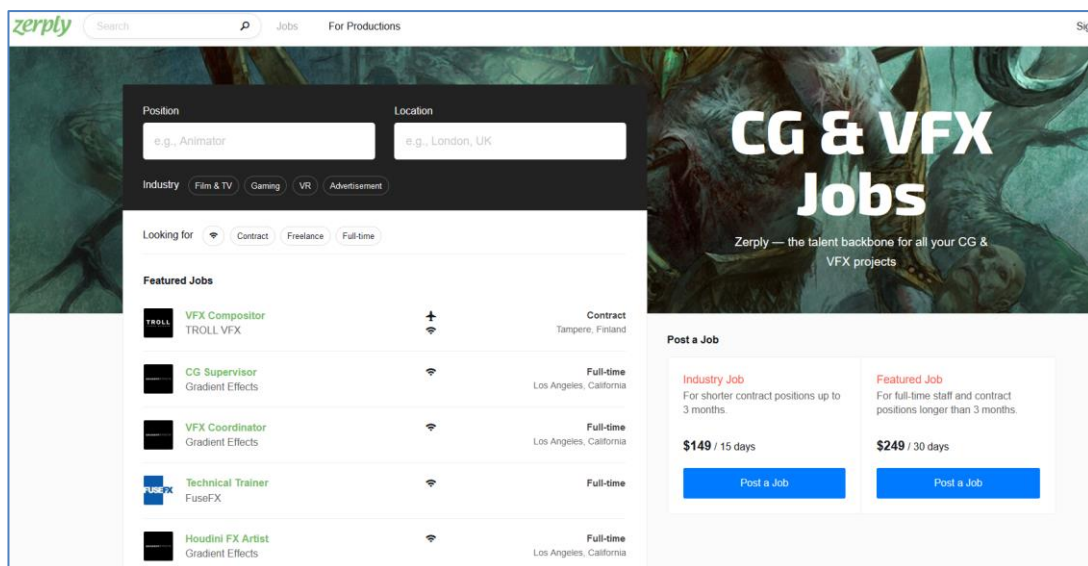 zerply
Search
Jobs
For Productions
Position
Location
e.g., Animator
e.g., London, UK
Industry
Film & TV
Gaming
VR
Advertisement
Looking for
Contract
Freelance
Full-time
Featured Jobs
VFX Compositor
TROLL VFX
Contract
Tampere, Finland
TROLL
CG Supervisor
Gradient Effects
Full-time
Los Angeles, California
VFX Coordinator
Gradient Effects
Full-time
Los Angeles, California
FUSEFX
Technical Trainer
FuseFX
Full-time
Houdini FX Artist
Gradient Effects
Full-time
Los Angeles, California
CG & VFX
Jobs
Zerply — the talent backbone for all your CG &
VFX projects
Post a Job
Industry Job
For shorter contract positions up to
3 months.
$149 / 15 days
Post a Job
Featured Job
For full-time staff and contract
positions longer than 3 months.
$249 / 30 days
Post a Job